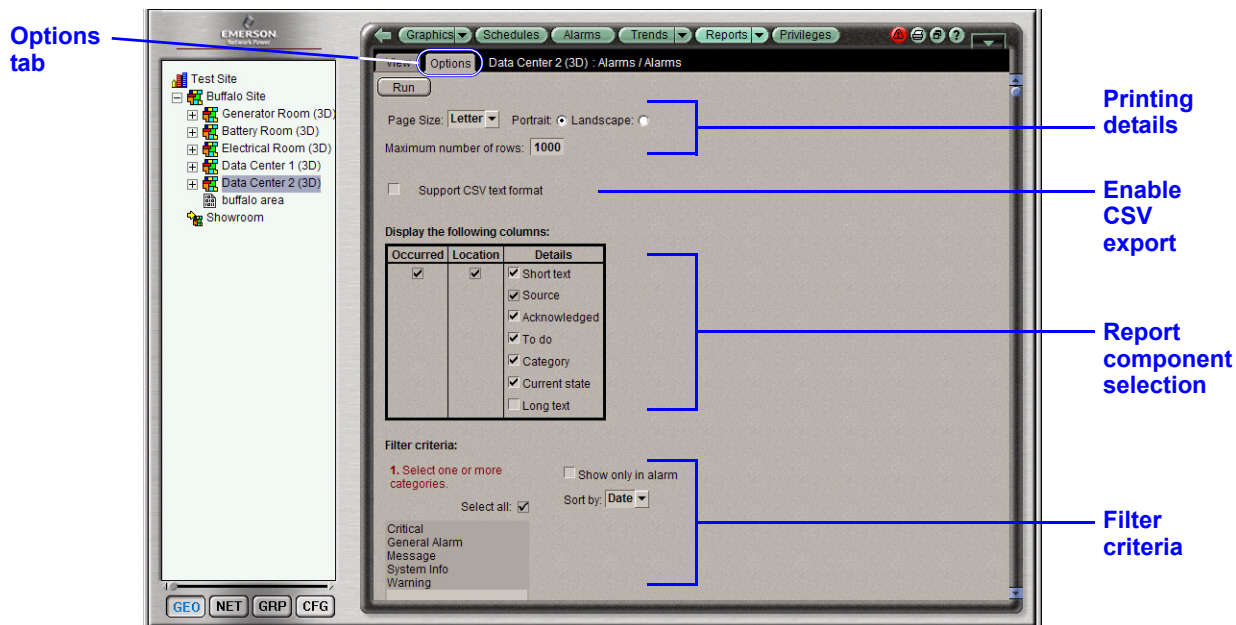 Options
tab
EMERSON
Network Power
Test Site
Buffalo Site
Generator Room (3D)
Battery Room (3D)
Electrical Room (3D)
Data Center 1 (3D)
Data Center 2 (3D)
buffalo area
Showroom
GEO NET GRP CFG
Graphics Schedules Alarms Trends Reports Privileges
View Options Data Center 2 (3D) : Alarms / Alarms
Run
Page Size: Letter Portrait: Landscape:
Maximum number of rows: 1000
Support CSV text format
Display the following columns:
Occurred Location Details
Short text
Source
Acknowledged
To do
Category
Current state
Long text
Filter criteria:
1. Select one or more
categories.
Select all:
Show only in alarm
Sort by: Date
Critical
General Alarm
Message
System Info
Warning
Printing
details
Enable
CSV
export
Report
component
selection
Filter
criteria